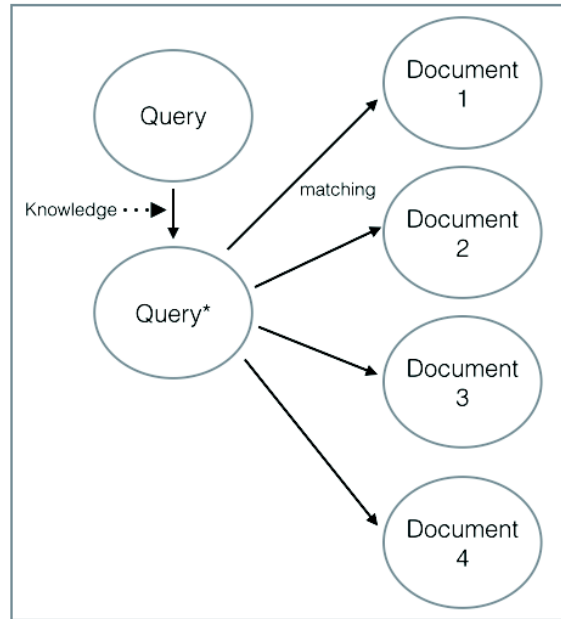 Query
Knowledge
Query*
matching
Document
1
Document
2
Document
3
Document
4